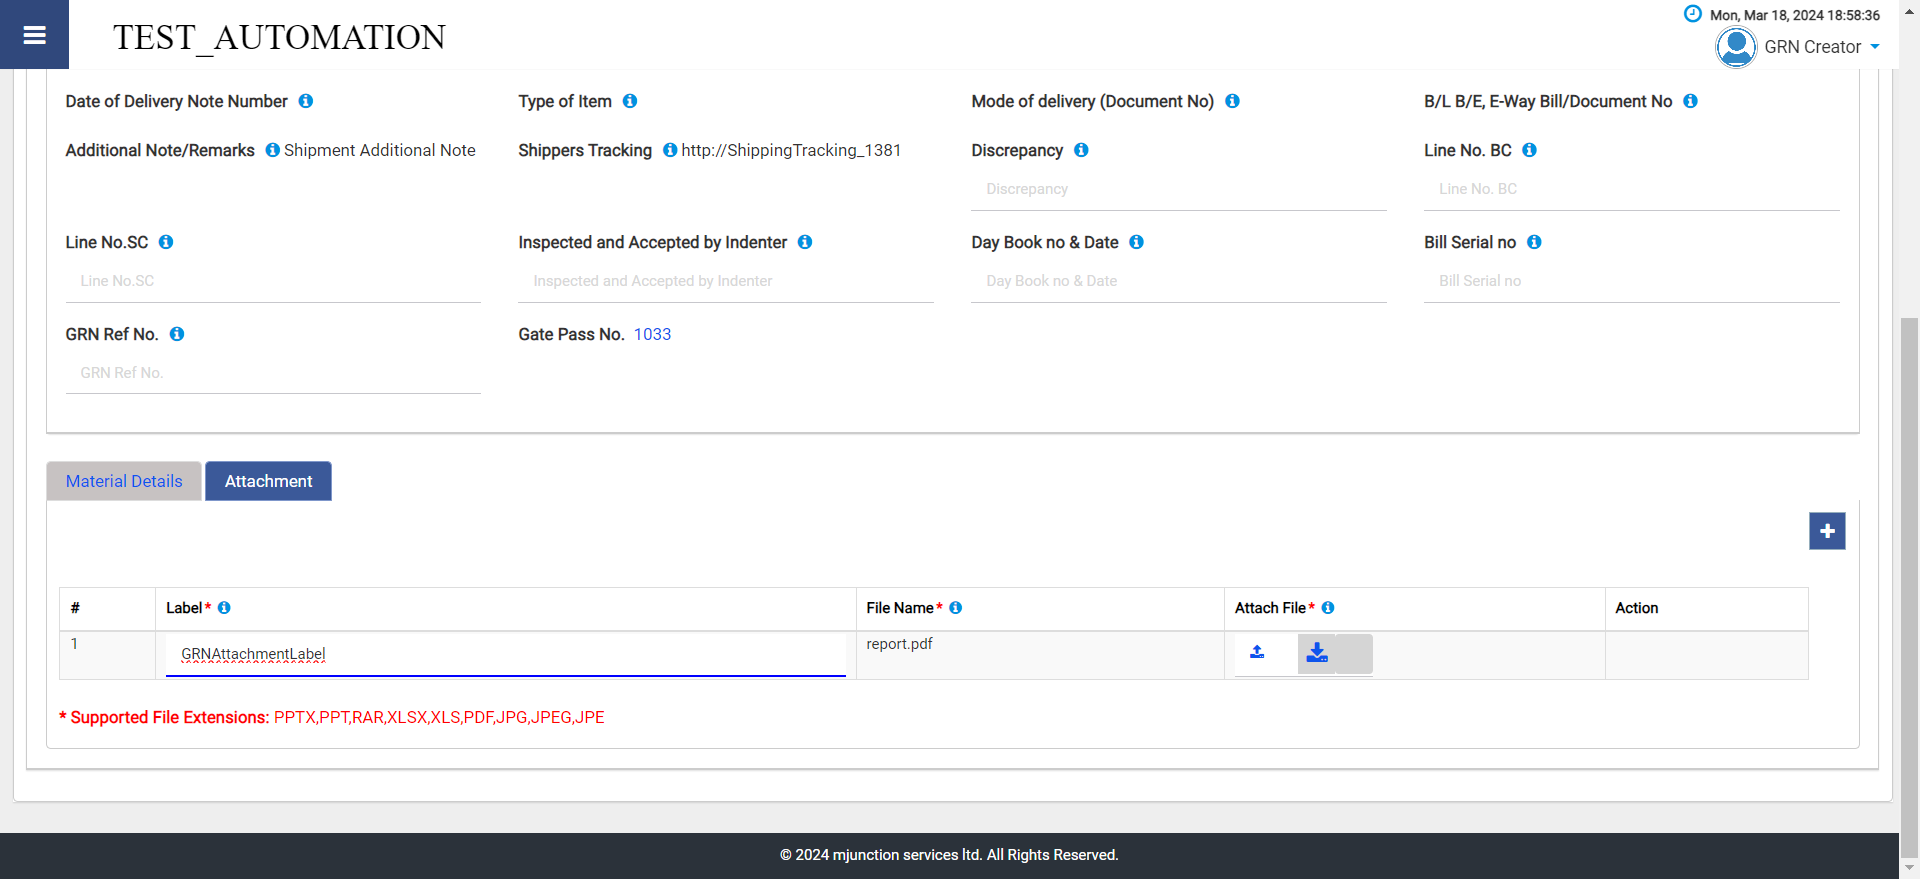 TEST_AUTOMATION
Mon, Mar 18, 2024 18:58:36
GRN Creator
Date of Delivery Note Number
Type of Item
Mode of delivery (Document No)
B/L B/E, E-Way Bill/Document No
Additional Note/Remarks Shipment Additional Note
Shippers Tracking http://ShippingTracking_1381
Discrepancy
Discrepancy
Line No. BC
Line No. BC
Line No.SC
Line No.SC
Inspected and Accepted by Indenter
Inspected and Accepted by Indenter
Day Book no & Date
Day Book no & Date
Bill Serial no
Bill Serial no
GRN Ref No.
GRN Ref No.
Gate Pass No. 1033
Material Details
Attachment
# Label* File Name* Attach File* Action
1 GRNAttachmentLabel report.pdf
* Supported File Extensions: PPTX,PPT,RAR,XLSX,XLS,PDF,JPG,JPEG,JPE
© 2024 mjunction services ltd. All Rights Reserved.